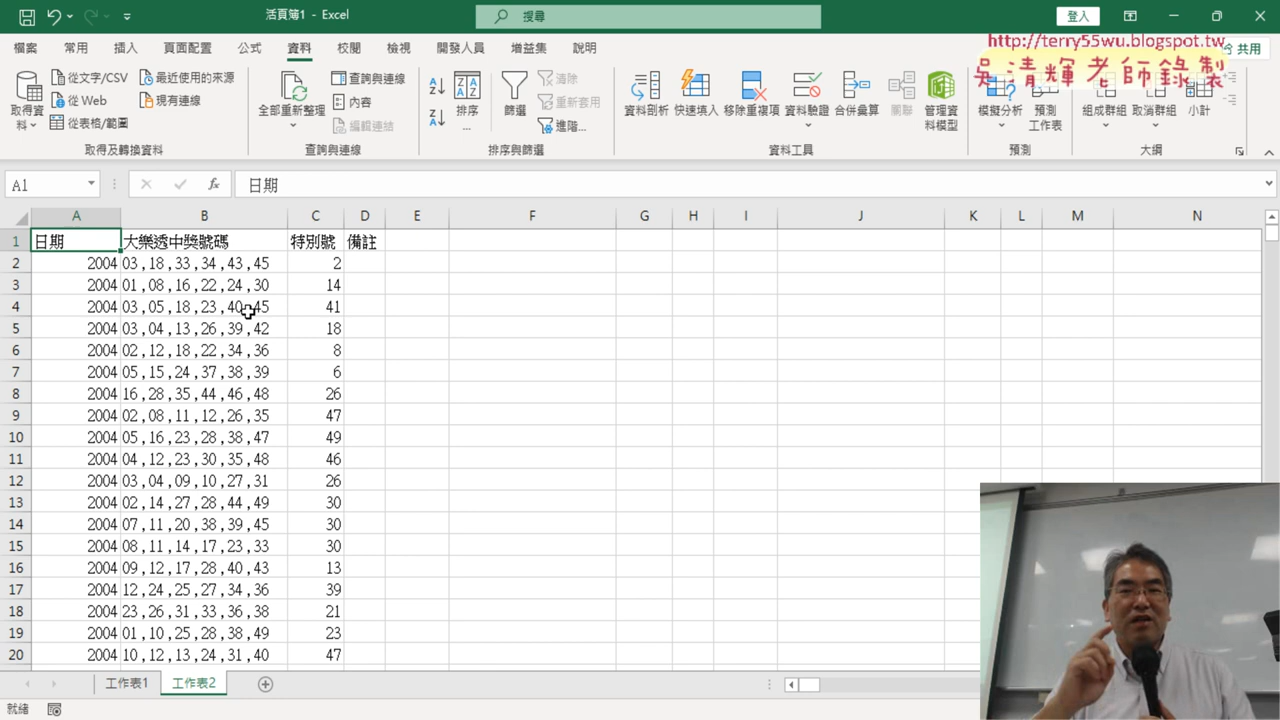 活頁簿1 - Excel
搜尋
登入
檔案 常用 插入 頁面配置 公式 資料 校閱 檢視 開發人員 增益集 說明
共用
http://terry55wu.blogspot.tw
吳清輝老師錄製
取得資料
從文字/CSV
從 Web
從表格/範圍
最近使用的來源
現有連線
取得及轉換資料
全部重新整理
查詢與連線
內容
編輯連結
查詢與連線
排序...
篩選
清除
重新套用
進階...
排序與篩選
資料剖析 快速填入 移除重複項 資料驗證 合併彙算 關聯 管理資料模型
資料工具
模擬分析 預測工作表
預測
組成群組 取消群組 小計
大綱
A1 fx 日期
A B C D E F G H I J K L M N
1 日期 大樂透中獎號碼 特別號 備註
2 2004 03 ,18 ,33 ,34 ,43 ,45 2
3 2004 01 ,08 ,16 ,22 ,24 ,30 14
4 2004 03 ,05 ,18 ,23 ,40 ,45 41
5 2004 03 ,04 ,13 ,26 ,39 ,42 18
6 2004 02 ,12 ,18 ,22 ,34 ,36 8
7 2004 05 ,15 ,24 ,37 ,38 ,39 6
8 2004 16 ,28 ,35 ,44 ,46 ,48 26
9 2004 02 ,08 ,11 ,12 ,26 ,35 47
10 2004 05 ,16 ,23 ,28 ,38 ,47 49
11 2004 04 ,12 ,23 ,30 ,35 ,48 46
12 2004 03 ,04 ,09 ,10 ,27 ,31 26
13 2004 02 ,14 ,27 ,28 ,44 ,49 30
14 2004 07 ,11 ,20 ,38 ,39 ,45 30
15 2004 08 ,11 ,14 ,17 ,23 ,33 30
16 2004 09 ,12 ,17 ,28 ,40 ,43 13
17 2004 12 ,24 ,25 ,27 ,34 ,36 39
18 2004 23 ,26 ,31 ,33 ,36 ,38 21
19 2004 01 ,10 ,25 ,28 ,38 ,49 23
20 2004 10 ,12 ,13 ,24 ,31 ,40 47
工作表1 工作表2
就緒